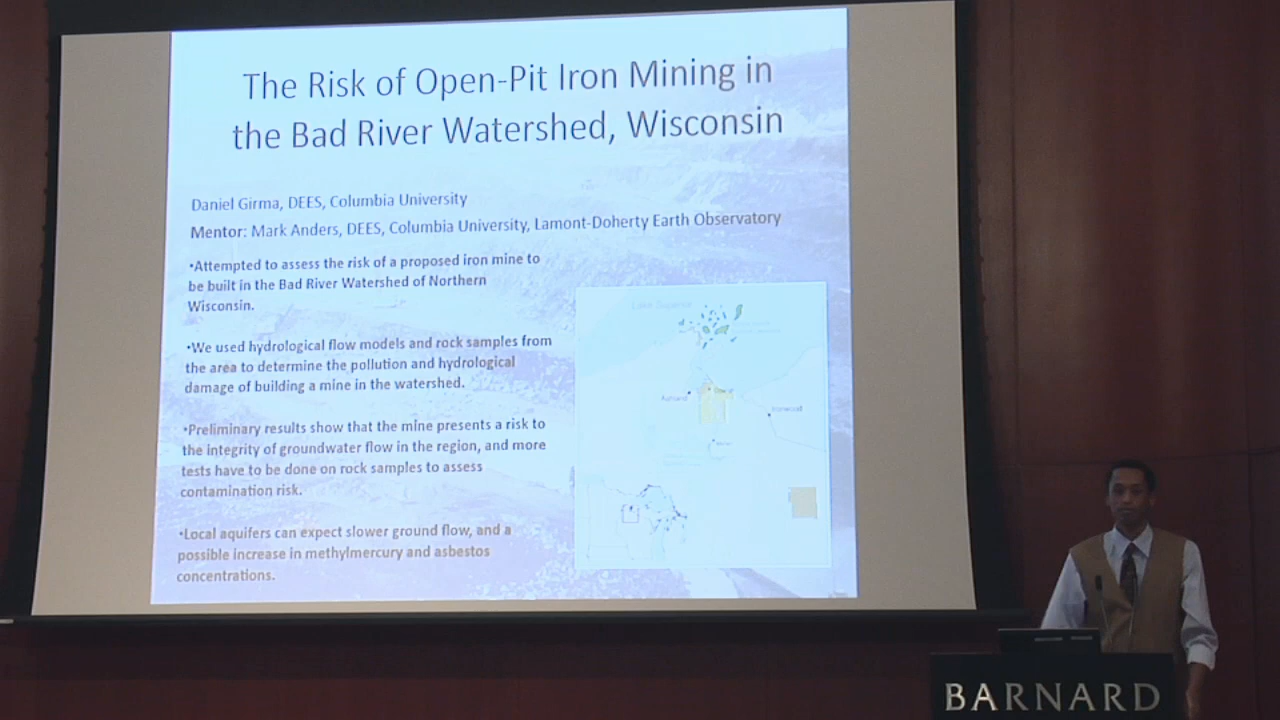 The Risk of Open-Pit Iron Mining in
the Bad River Watershed, Wisconsin
Daniel Girma, DEES, Columbia University
Mentor: Mark Anders, DEES, Columbia University, Lamont-Doherty Earth Observatory
•Attempted to assess the risk of a proposed iron mine to
be built in the Bad River Watershed of Northern
Wisconsin.
•We used hydrological flow models and rock samples from
the area to determine the pollution and hydrological
damage of building a mine in the watershed.
•Preliminary results show that the mine presents a risk to
the integrity of groundwater flow in the region, and more
tests have to be done on rock samples to assess
contamination risk.
•Local aquifers can expect slower ground flow, and a
possible increase in methylmercury and asbestos
concentrations.
Lake Superior
Ashland
Ironwood
BARNARD